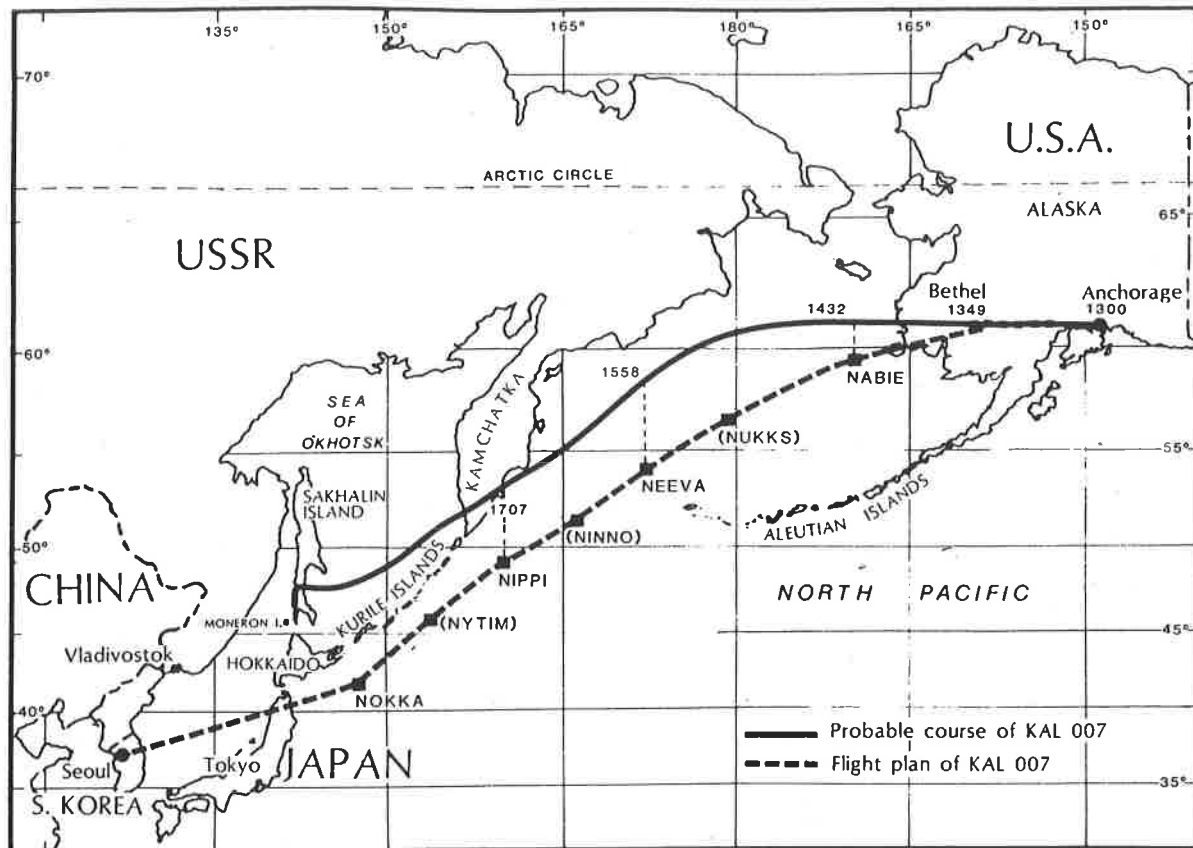 135°
150°
165°
180°
165°
150°
70°
U.S.A.
ARCTIC CIRCLE
ALASKA
65°
USSR
Bethel
Anchorage
1432
1349
1300
60°
1558
NABIE
KAMCHATKA
SEA
OF
OKHOTSK
(NUKKS)
55°
NEEVA
SAKHALIN
ISLAND
1707
ALEUTIAN ISLANDS
(NINNO)
50°
NIPPI
CHINA
NORTH PACIFIC
KURILE ISLANDS
MONERON I.
(NYTIM)
45°
Vladivostok
HOKKAIDO
NOKKA
40°
Probable course of KAL 007
Tokyo
JAPAN
Seoul
Flight plan of KAL 007
35°
S. KOREA